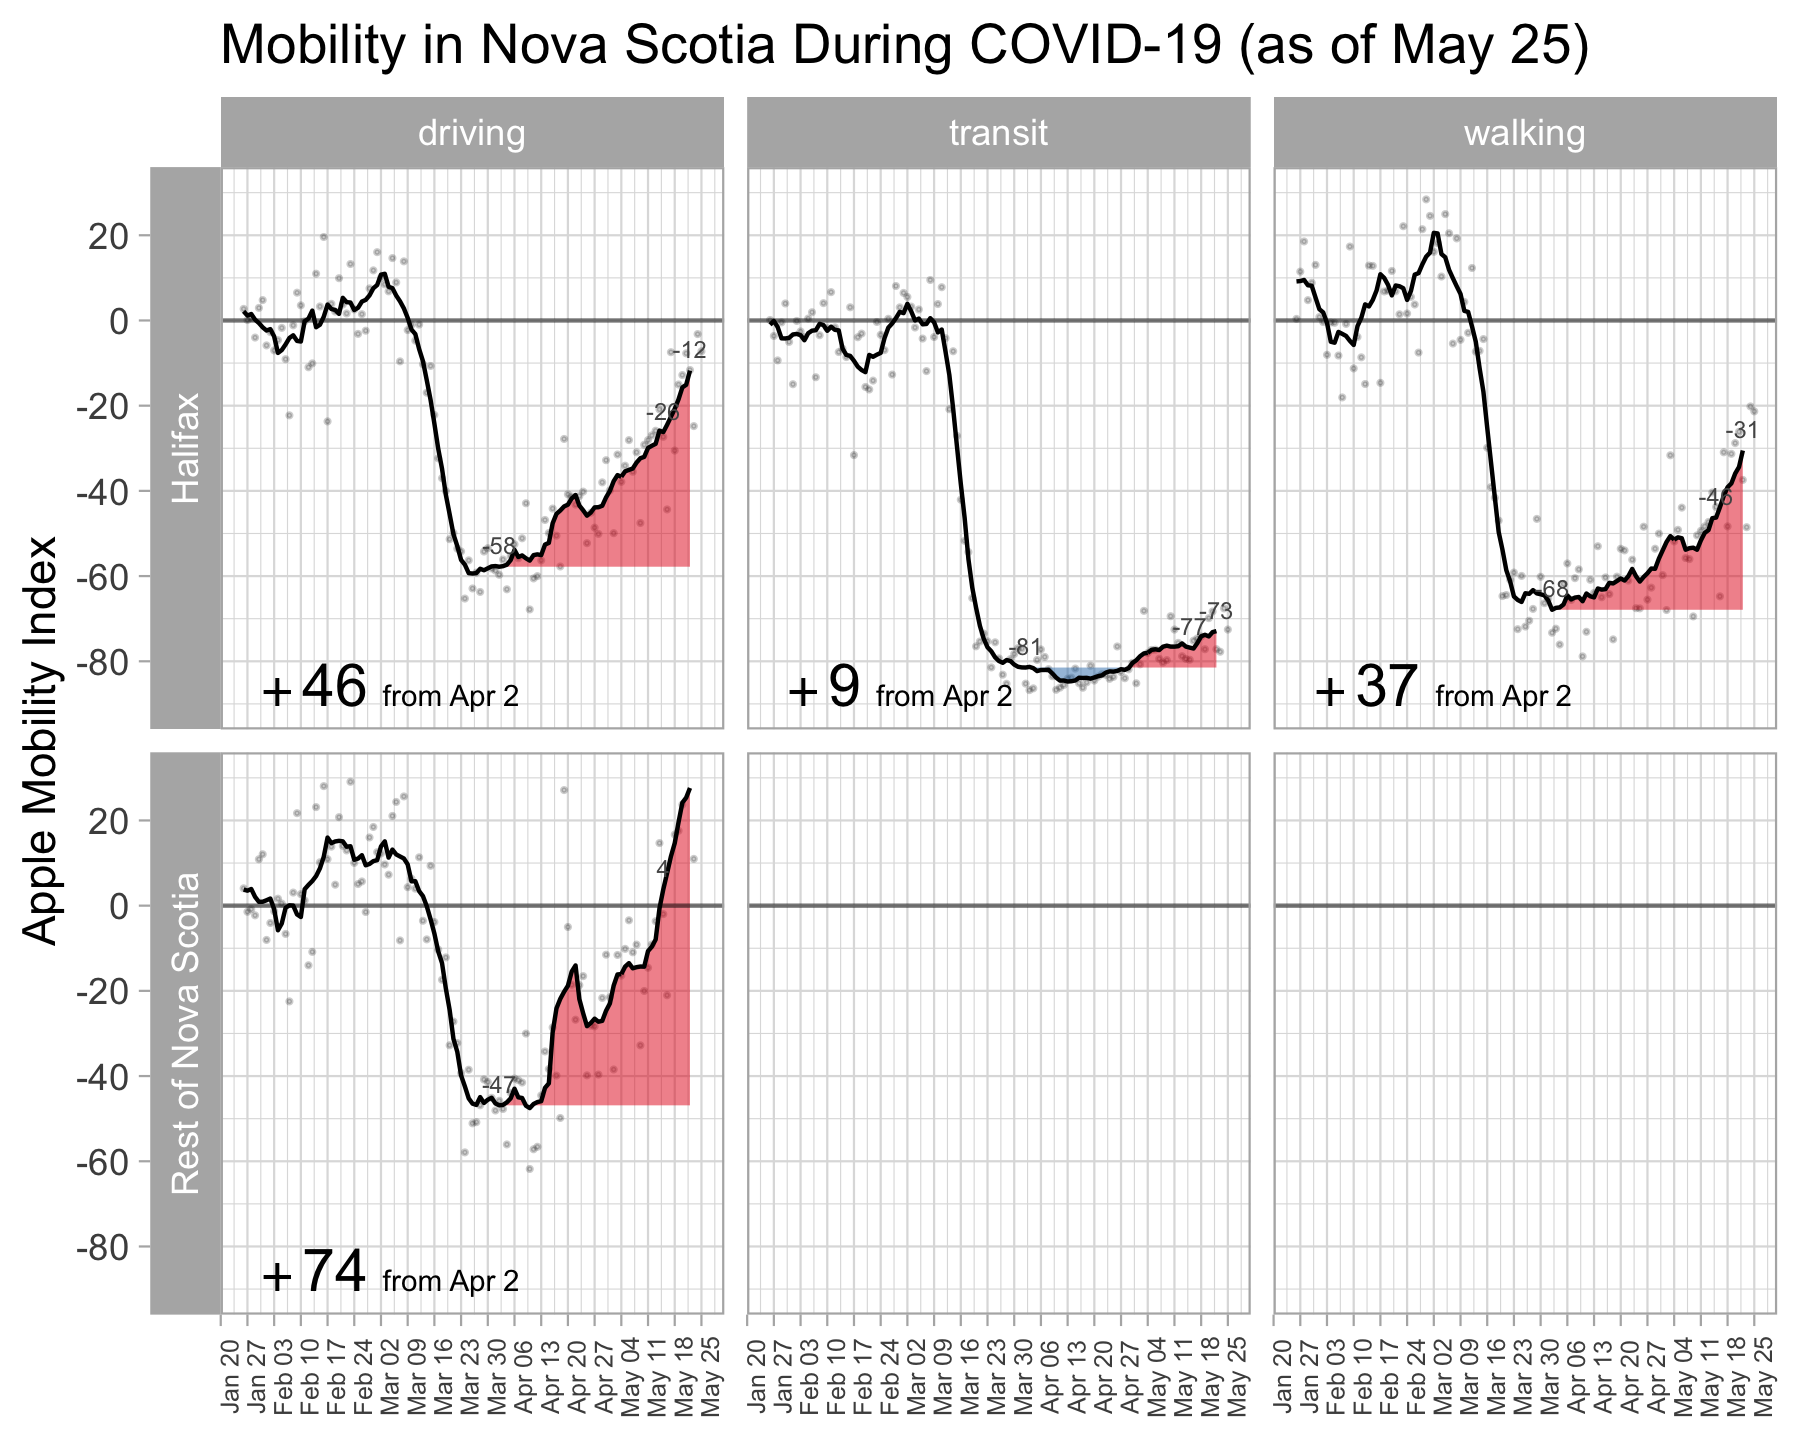 Mobility in Nova Scotia During COVID-19 (as of May 25)
driving
transit
walking
Apple Mobility Index
Halifax
20
0
-20
-40
-60
-80
-58
-26
-12
+46 from Apr 2
-81
-77
-73
+9 from Apr 2
-68
-46
-31
+37 from Apr 2
Rest of Nova Scotia
20
0
-20
-40
-60
-80
-47
4
+74 from Apr 2
Jan 20
Jan 27
Feb 03
Feb 10
Feb 17
Feb 24
Mar 02
Mar 09
Mar 16
Mar 23
Mar 30
Apr 06
Apr 13
Apr 20
Apr 27
May 04
May 11
May 18
May 25
Jan 20
Jan 27
Feb 03
Feb 10
Feb 17
Feb 24
Mar 02
Mar 09
Mar 16
Mar 23
Mar 30
Apr 06
Apr 13
Apr 20
Apr 27
May 04
May 11
May 18
May 25
Jan 20
Jan 27
Feb 03
Feb 10
Feb 17
Feb 24
Mar 02
Mar 09
Mar 16
Mar 23
Mar 30
Apr 06
Apr 13
Apr 20
Apr 27
May 04
May 11
May 18
May 25